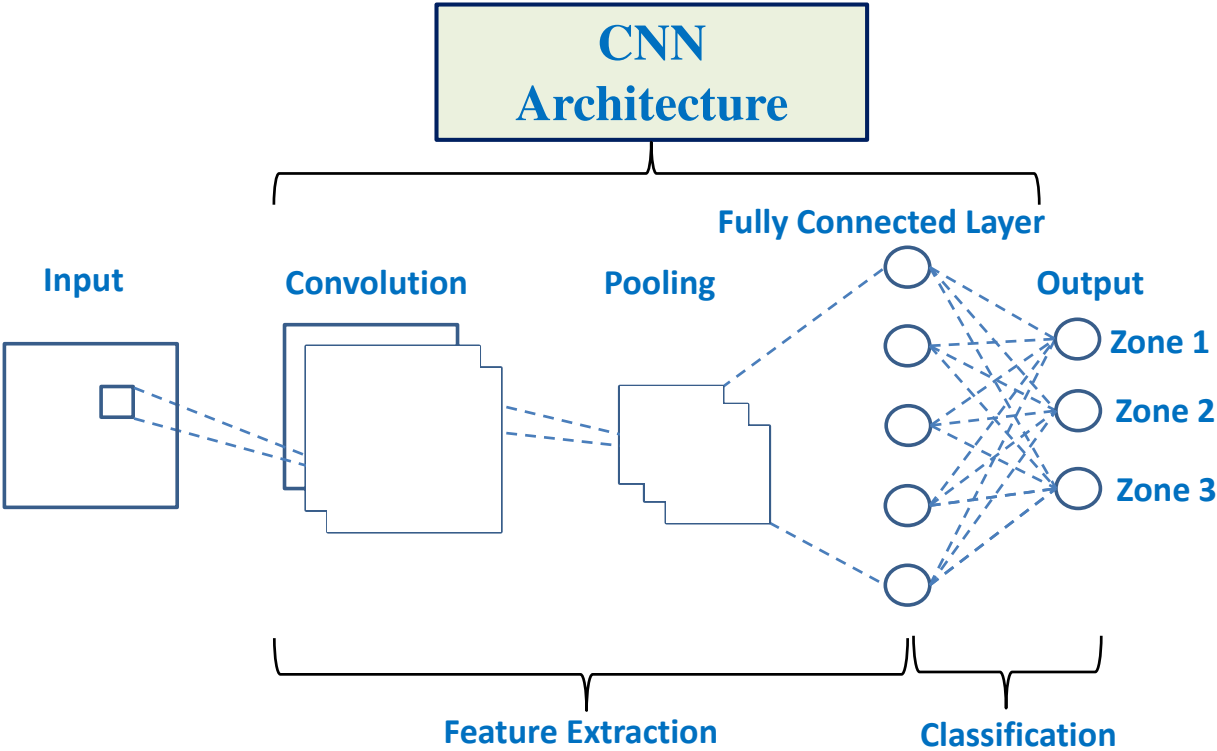 CNN
Architecture
Fully Connected Layer
Input
Convolution
Pooling
Output
Zone 1
Zone 2
Zone 3
Feature Extraction
Classification